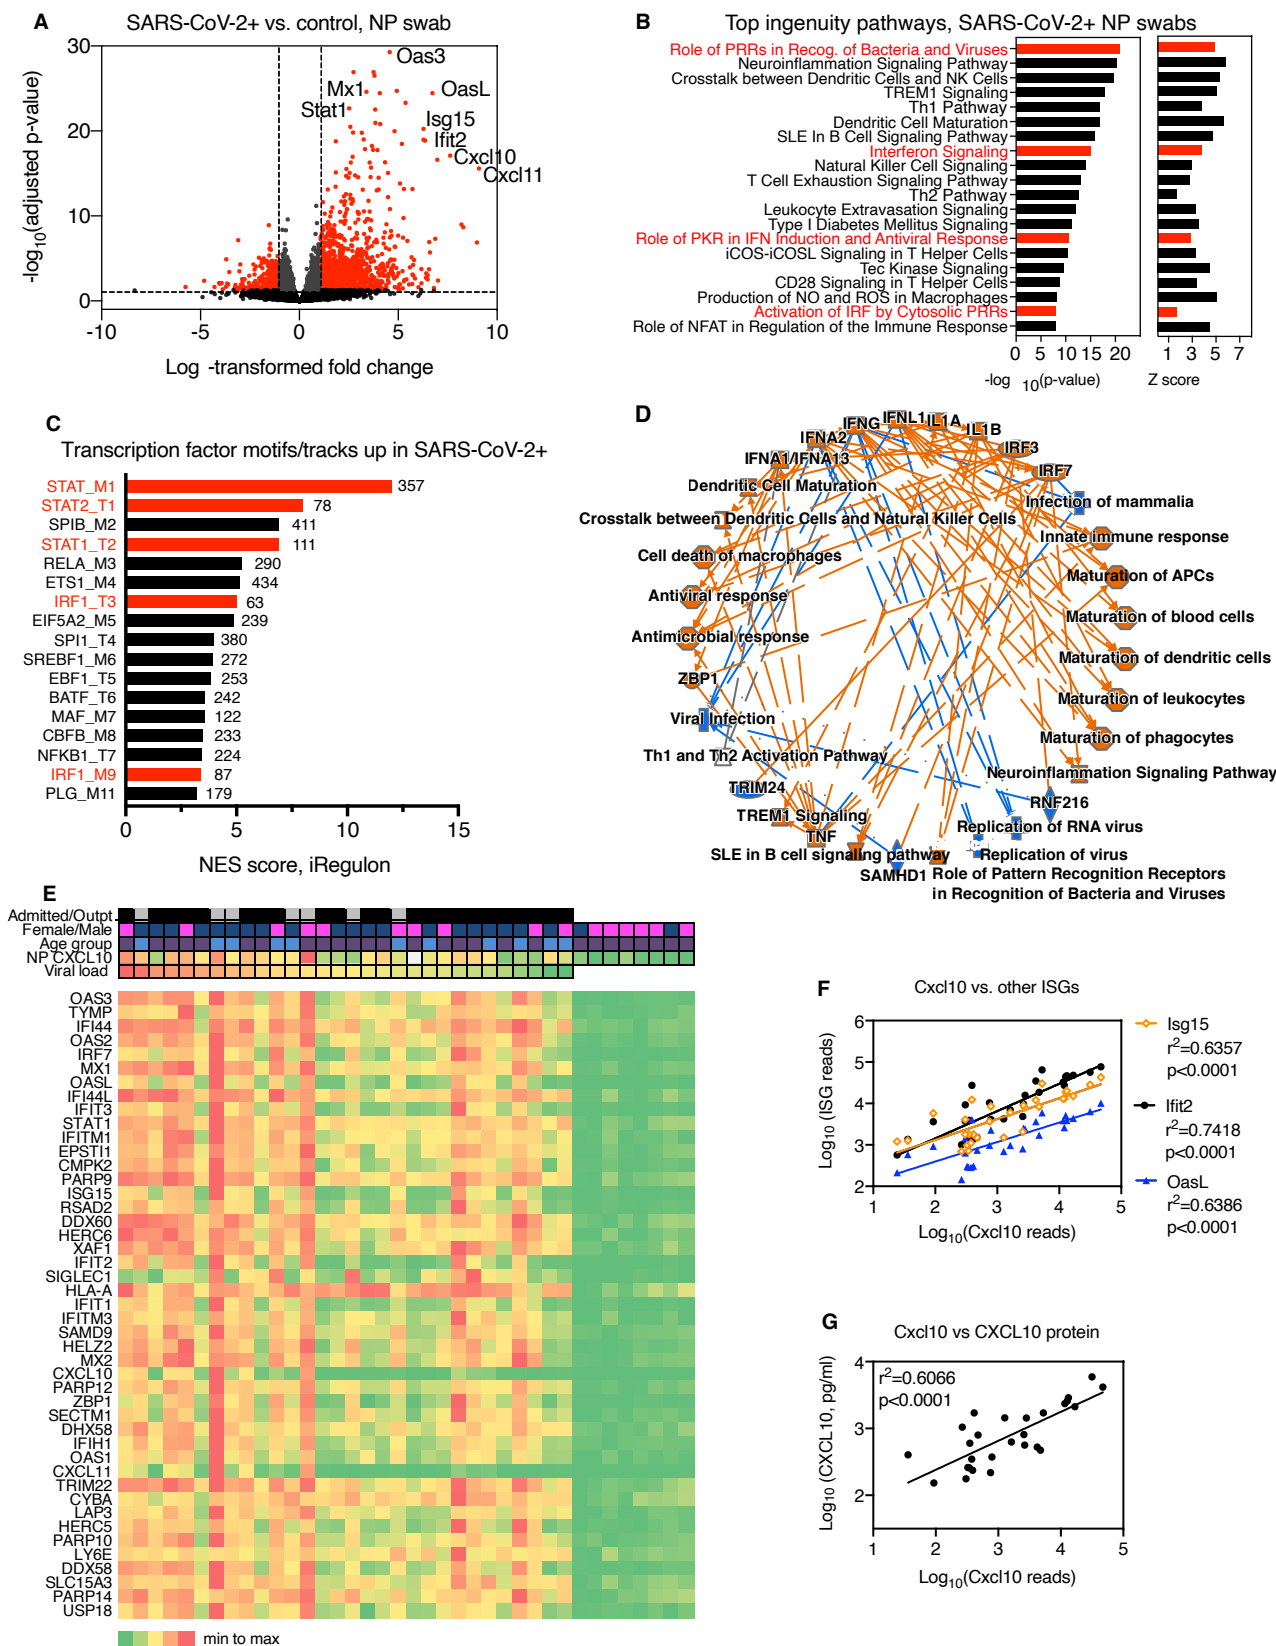 A
SARS-CoV-2+ vs. control, NP swab
-log10(adjusted p-value)
30
20
10
0
Oas3
Mx1
OasL
Stat1
Isg15
Ifit2
Cxcl10
Cxcl11
-10 -5 0 5 10
Log -transformed fold change
B
Top ingenuity pathways, SARS-CoV-2+ NP swabs
Role of PRRs in Recog. of Bacteria and Viruses
Neuroinflammation Signaling Pathway
Crosstalk between Dendritic Cells and NK Cells
TREM1 Signaling
Th1 Pathway
Dendritic Cell Maturation
SLE In B Cell Signaling Pathway
Interferon Signaling
Natural Killer Cell Signaling
T Cell Exhaustion Signaling Pathway
Th2 Pathway
Leukocyte Extravasation Signaling
Type I Diabetes Mellitus Signaling
Role of PKR in IFN Induction and Antiviral Response
iCOS-iCOSL Signaling in T Helper Cells
Tec Kinase Signaling
CD28 Signaling in T Helper Cells
Production of NO and ROS in Macrophages
Activation of IRF by Cytosolic PRRs
Role of NFAT in Regulation of the Immune Response
0 5 10 15 20 1 3 5 7
-log 10(p-value) Z score
C
Transcription factor motifs/tracks up in SARS-CoV-2+
STAT_M1 357
STAT2_T1 78
SPIB_M2 411
STAT1_T2 111
RELA_M3 290
ETS1_M4 434
IRF1_T3 63
EIF5A2_M5 239
SPI1_T4 380
SREBF1_M6 272
EBF1_T5 253
BATF_T6 242
MAF_M7 122
CBFB_M8 233
NFKB1_T7 224
IRF1_M9 87
PLG_M11 179
0 5 10 15
NES score, iRegulon
D
IFNG
IFNL1
IL1A
IL1B
IFNA2
IRF3
IFNA1/IFNA13
IRF7
Dendritic Cell Maturation
Infection of mammalia
Crosstalk between Dendritic Cells and Natural Killer Cells
Innate immune response
Cell death of macrophages
Maturation of APCs
Antiviral response
Maturation of blood cells
Antimicrobial response
Maturation of dendritic cells
ZBP1
Maturation of leukocytes
Viral Infection
Maturation of phagocytes
Th1 and Th2 Activation Pathway
Neuroinflammation Signaling Pathway
TRIM24
RNF216
TREM1 Signaling
Replication of RNA virus
TNF
SLE in B cell signaling pathway
Replication of virus
SAMHD1
Role of Pattern Recognition Receptors
in Recognition of Bacteria and Viruses
E
Admitted/Outpt
Female/Male
Age group
NP CXCL10
Viral load
OAS3
TYMP
IFI44
OAS2
IRF7
MX1
OASL
IFI44L
IFIT3
STAT1
IFITM1
EPSTI1
CMPK2
PARP9
ISG15
RSAD2
DDX60
HERC6
XAF1
IFIT2
SIGLEC1
HLA-A
IFIT1
IFITM3
SAMD9
HELZ2
MX2
CXCL10
PARP12
ZBP1
SECTM1
DHX58
IFIH1
OAS1
CXCL11
TRIM22
CYBA
LAP3
HERC5
PARP10
LY6E
DDX58
SLC15A3
PARP14
USP18
min to max
F
Cxcl10 vs. other ISGs
Log10 (ISG reads)
6
5
4
3
2
1 2 3 4 5
Log10(Cxcl10 reads)
Isg15
r2=0.6357
p<0.0001
Ifit2
r2=0.7418
p<0.0001
OasL
r2=0.6386
p<0.0001
G
Cxcl10 vs CXCL10 protein
Log10 (CXCL10, pg/ml)
4
3
2
r2=0.6066
p<0.0001
1 2 3 4 5
Log10(Cxcl10 reads)